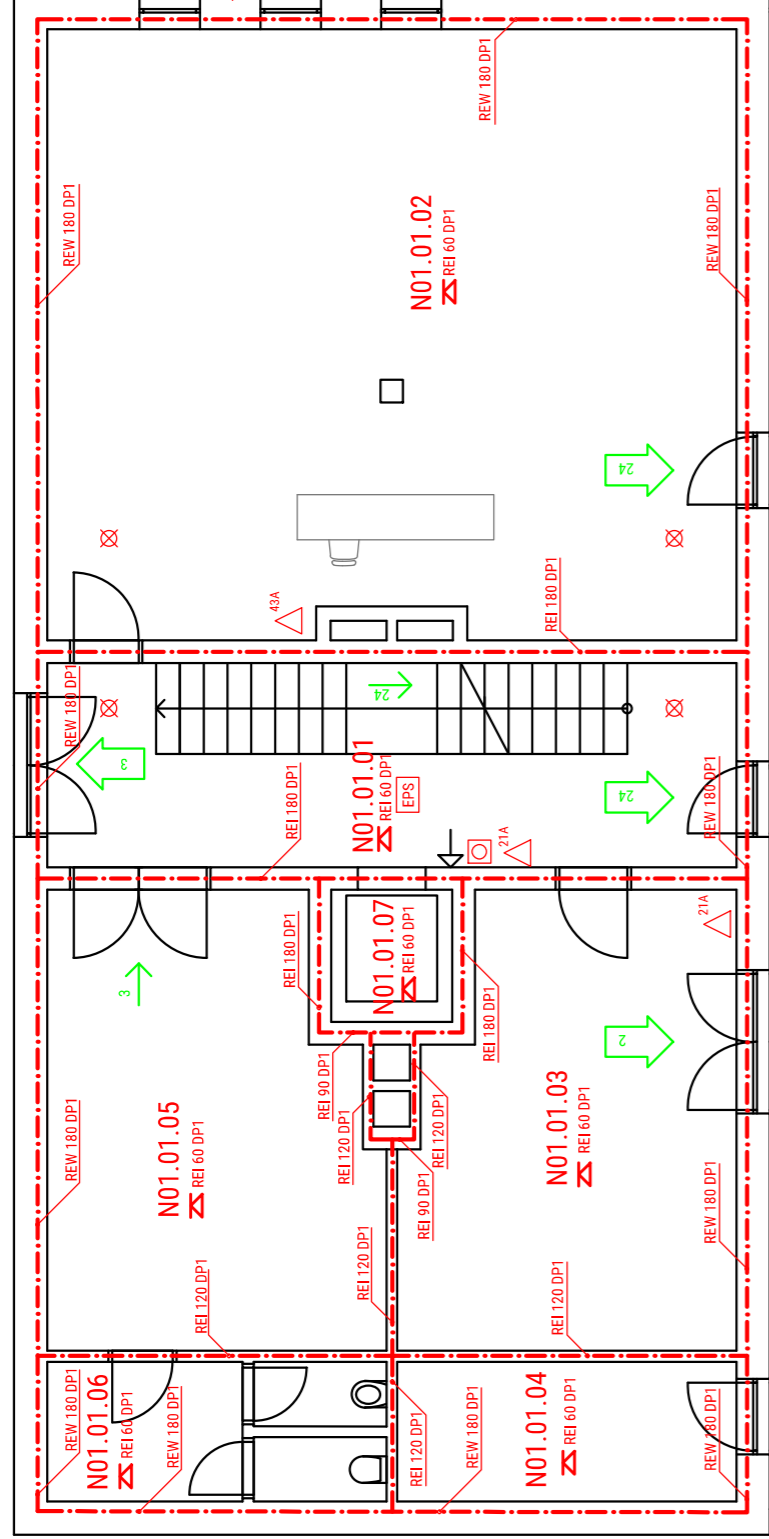 REW 180 DP1
REW 180 DP1
N01.01.02
REI 60 DP1
REW 180 DP1
24
43A
REI 180 DP1
REW 180 DP1
24
3
N01.01.01
REI 60 DP1
EPS
REI 180 DP1
24
REW 180 DP1
21A
REI 180 DP1
N01.01.07
REI 60 DP1
21A
3
REI 180 DP1
2
REI 90 DP1
REI 120 DP1
REI 120 DP1
REI 90 DP1
N01.01.05
REI 60 DP1
REW 180 DP1
N01.01.03
REI 60 DP1
REW 180 DP1
REI 120 DP1
REI 120 DP1
REI 120 DP1
REW 180 DP1
N01.01.06
REI 60 DP1
REW 180 DP1
REI 120 DP1
REW 180 DP1
N01.01.04
REI 60 DP1
REW 180 DP1